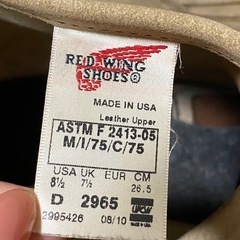 RED WING
SHOES®
MADE IN USA
Leather Upper
ASTM F 2413-05
M/I/75/C/75
USA UK EUR CM
8½ 7½ 26.5
D 2965
2995426 08/10